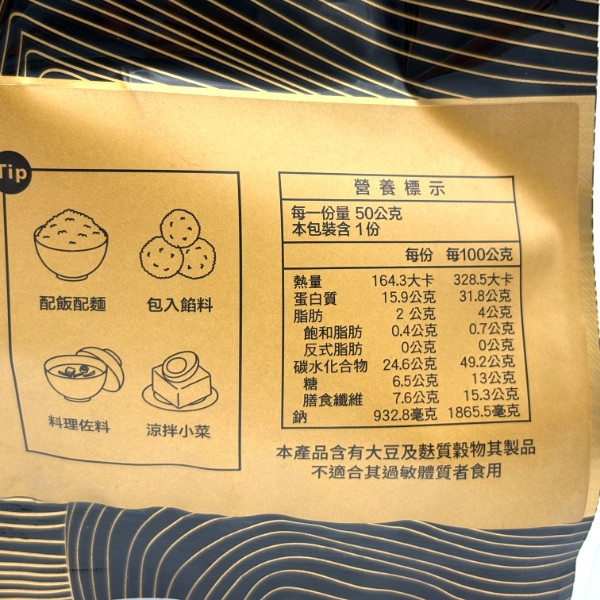 Tip
配飯配麵
包入餡料
料理佐料
涼拌小菜
營養標示
每一份量 50公克
本包裝含 1份
每份 每100公克
熱量 164.3大卡 328.5大卡
蛋白質 15.9公克 31.8公克
脂肪 2 公克 4公克
飽和脂肪 0.4公克 0.7公克
反式脂肪 0公克 0公克
碳水化合物 24.6公克 49.2公克
糖 6.5公克 13公克
膳食纖維 7.6公克 15.3公克
鈉 932.8毫克 1865.5毫克
本產品含有大豆及麩質穀物其製品
不適合其過敏體質者食用